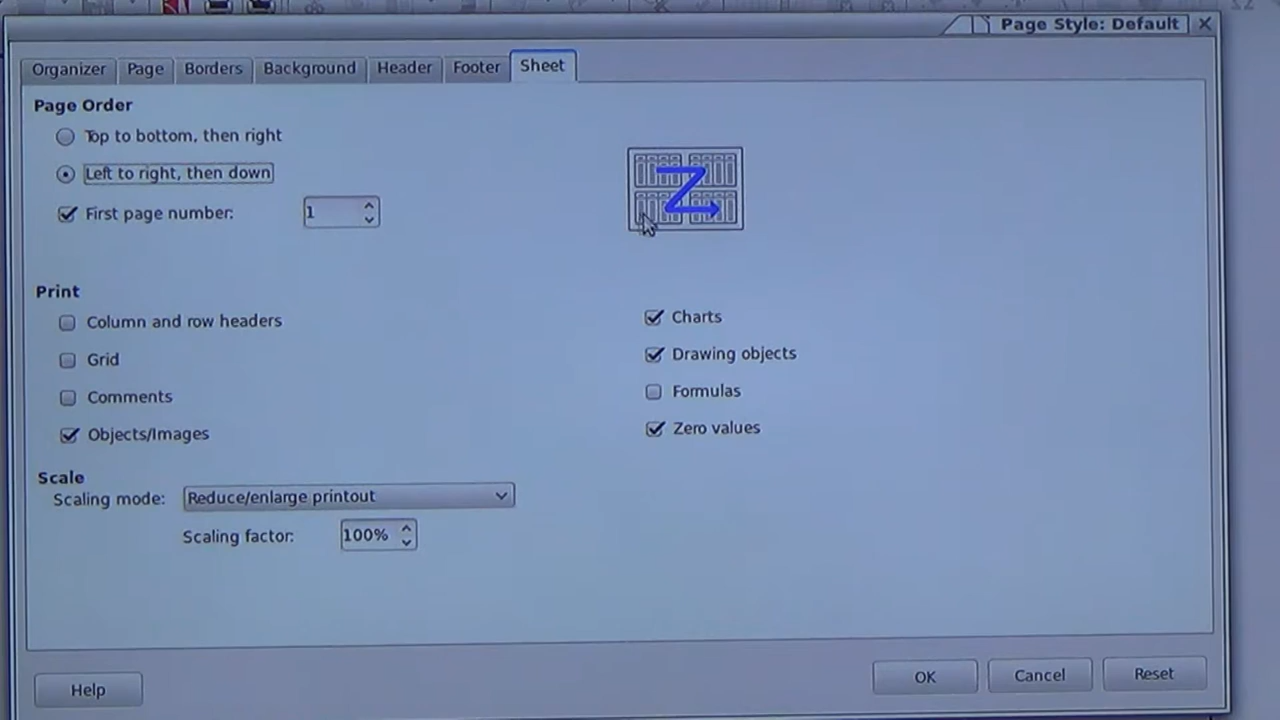 Page Style: Default
Organizer Page Borders Background Header Footer Sheet
Page Order
Top to bottom, then right
Left to right, then down
First page number: 1
Print
Column and row headers
Grid
Comments
Objects/Images
Charts
Drawing objects
Formulas
Zero values
Scale
Scaling mode: Reduce/enlarge printout
Scaling factor: 100%
Help OK Cancel Reset